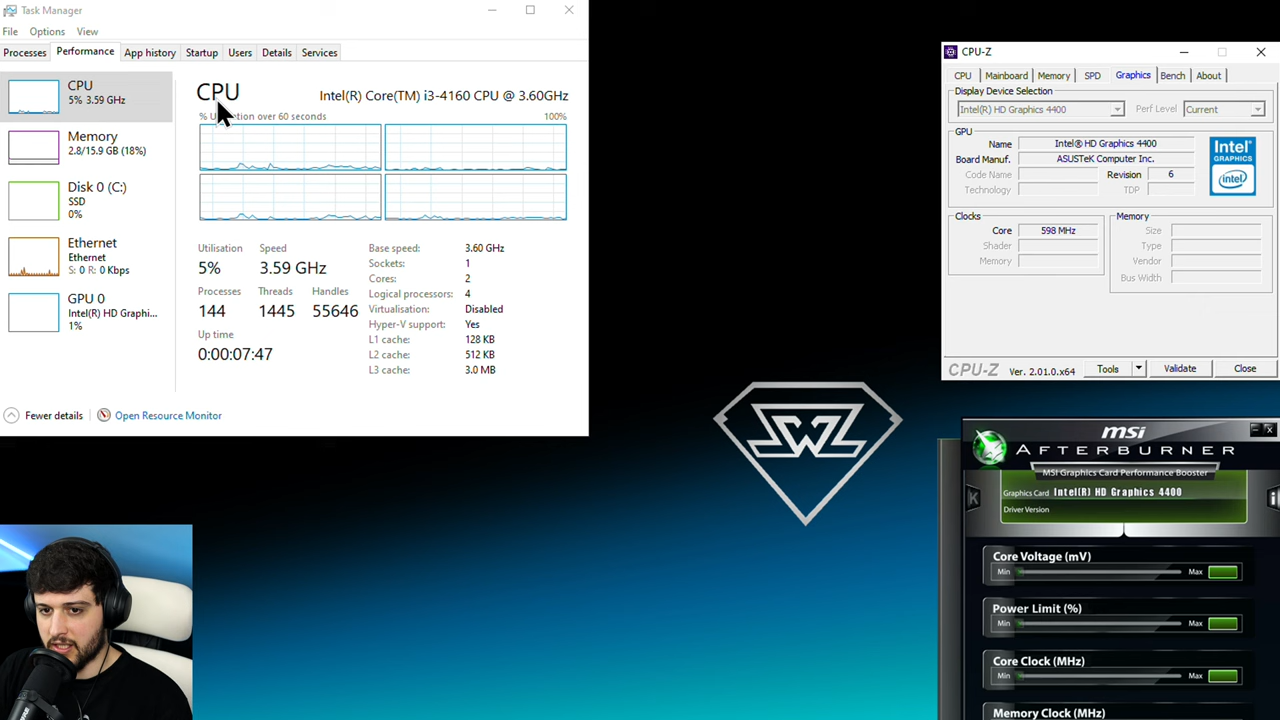 Task Manager
File Options View
Processes Performance App history Startup Users Details Services
CPU
5% 3.59 GHz
Memory
2.8/15.9 GB (18%)
Disk 0 (C:)
SSD
0%
Ethernet
Ethernet
S: 0 R: 0 Kbps
GPU 0
Intel(R) HD Graphi...
1%
CPU
Intel(R) Core(TM) i3-4160 CPU @ 3.60GHz
% U ion over 60 seconds 100%
Utilisation Speed
5% 3.59 GHz
Processes Threads Handles
144 1445 55646
Up time
0:00:07:47
Base speed: 3.60 GHz
Sockets: 1
Cores: 2
Logical processors: 4
Virtualisation: Disabled
Hyper-V support: Yes
L1 cache: 128 KB
L2 cache: 512 KB
L3 cache: 3.0 MB
Fewer details Open Resource Monitor
CPU-Z
CPU Mainboard Memory SPD Graphics Bench About
Display Device Selection
Intel(R) HD Graphics 4400 Perf Level Current
GPU
Name Intel® HD Graphics 4400
Board Manuf. ASUSTeK Computer Inc.
Code Name Revision 6
Technology TDP
Intel®
GRAPHICS
intel
Clocks
Core 598 MHz
Shader
Memory
Memory
Size
Type
Vendor
Bus Width
CPU-Z Ver. 2.01.0.x64 Tools Validate Close
msi
AFTERBURNER
MSI Graphics Card Performance Booster
K
i
Graphics Card Intel(R) HD Graphics 4400
Driver Version
Core Voltage (mV)
Min Max
Power Limit (%)
Min Max
Core Clock (MHz)
Min Max
Memory Clock (MHz)